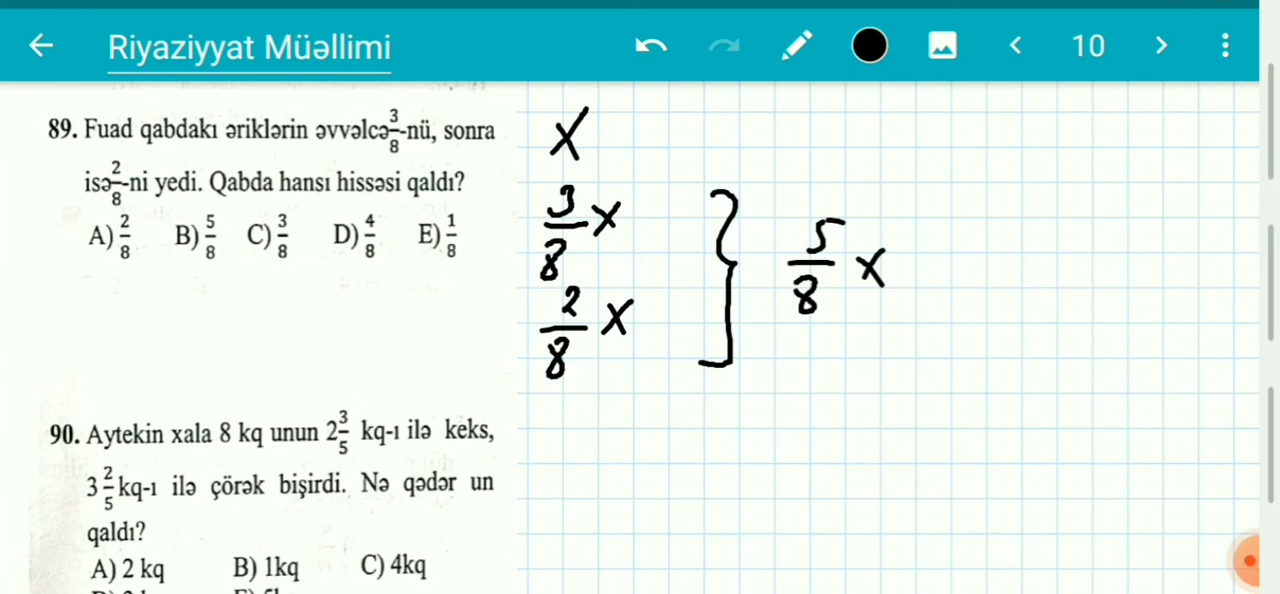 Riyaziyyat Müəllimi
10
89. Fuad qabdakı əriklərin əvvəlcə 3/8-nü, sonra
isə 2/8-ni yedi. Qabda hansı hissəsi qaldı?
A) 2/8 B) 5/8 C) 3/8 D) 4/8 E) 1/8
x
3/8 x
2/8 x
} 5/8 x
90. Aytekin xala 8 kq unun 2 3/5 kq-ı ilə keks,
3 2/5 kq-ı ilə çörək bişirdi. Nə qədər un
qaldı?
A) 2 kq B) 1kq C) 4kq